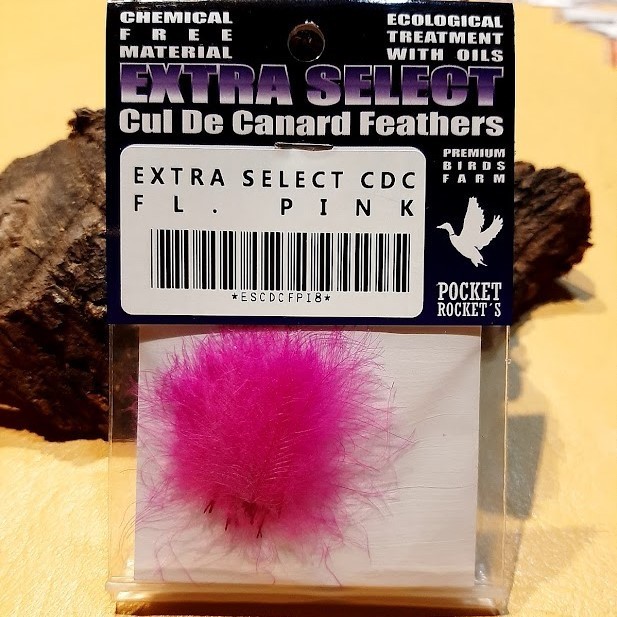 CHEMICAL
FREE
MATERIAL
ECOLOGICAL
TREATMENT
WITH OILS
EXTRA SELECT
Cul De Canard Feathers
PREMIUM
BIRDS
FARM
EXTRA SELECT CDC
FL. PINK
*ESCDCFPI8*
POCKET
ROCKET´S